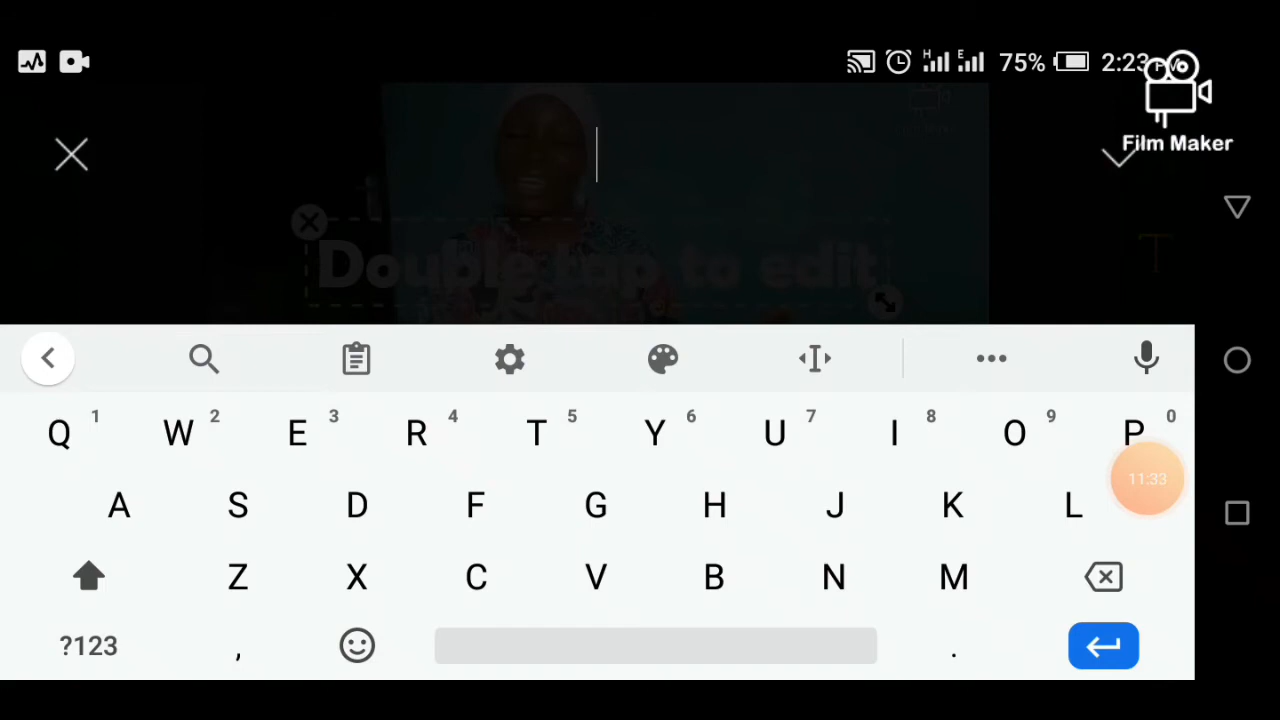 75% 2:23
Film Maker
Double tap to edit
Q 1 W 2 E 3 R 4 T 5 Y 6 U 7 I 8 O 9 P 0
11:33
A S D F G H J K L
Z X C V B N M
?123 , .
H E
T